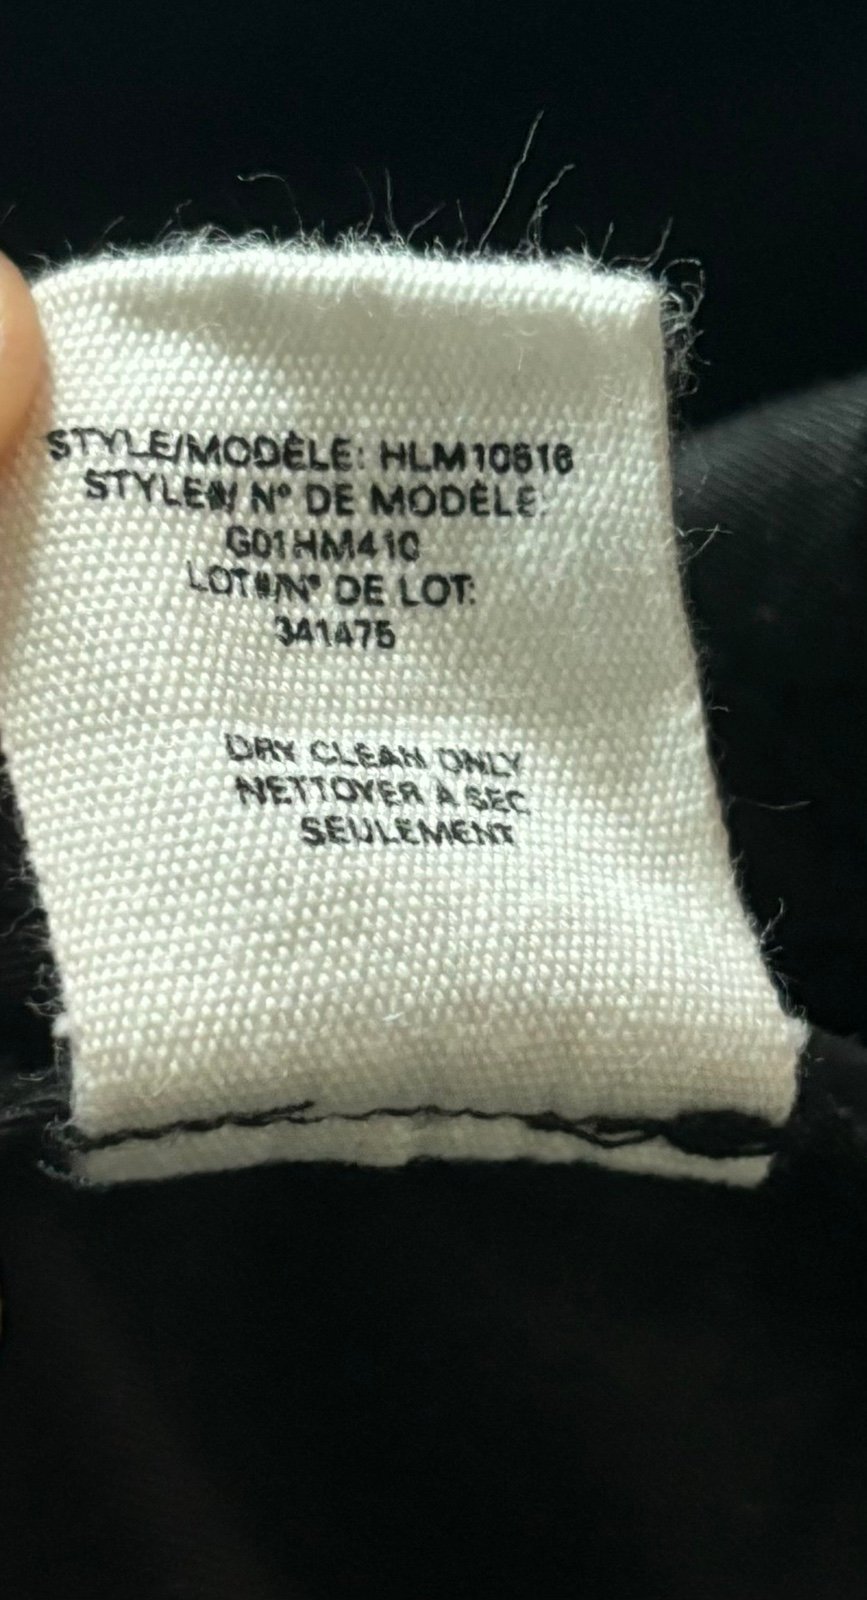 STYLE/MODÈLE: HLM10616
STYLE#/ N° DE MODÈLE:
G01HM410
LOT#/N° DE LOT:
341475
DRY CLEAN ONLY
NETTOYER A SEC
SEULEMENT